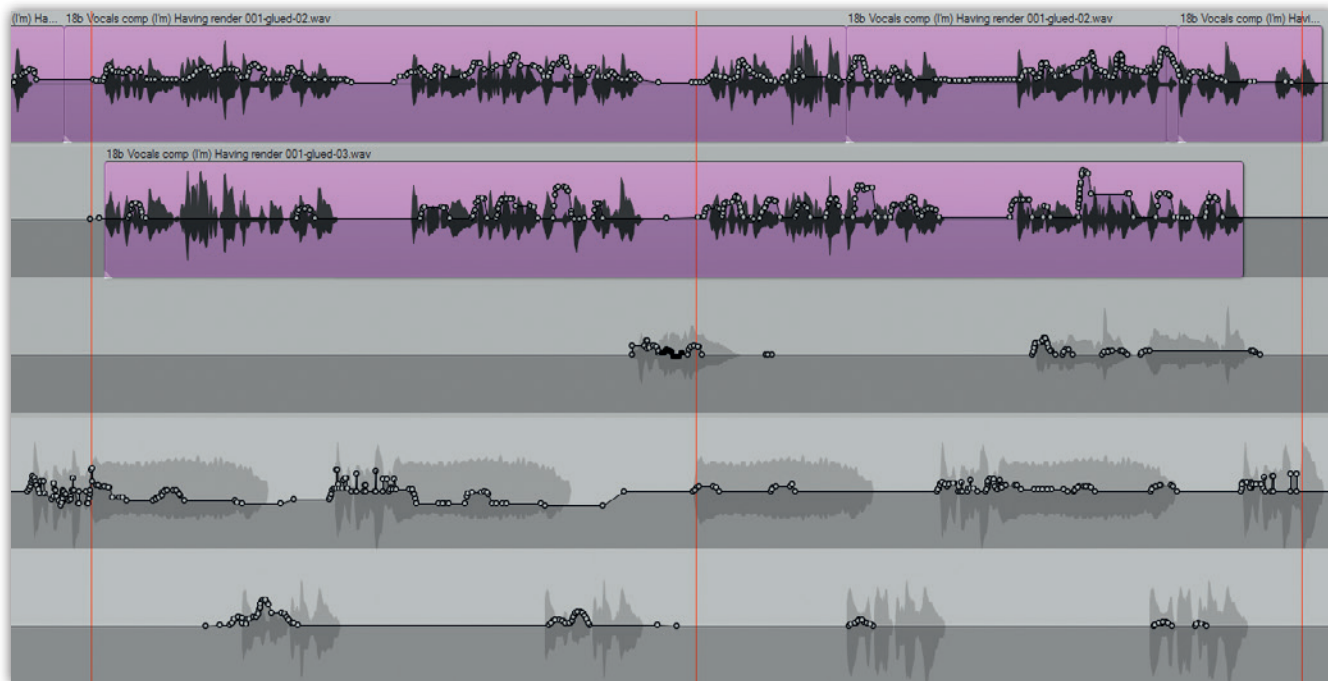 (I'm) Ha...
18b Vocals comp (I'm) Having render 001-glued-02.wav
18b Vocals comp (I'm) Having render 001-glued-02.wav
18b Vocals comp (I'm) Havi...
18b Vocals comp (I'm) Having render 001-glued-03.wav